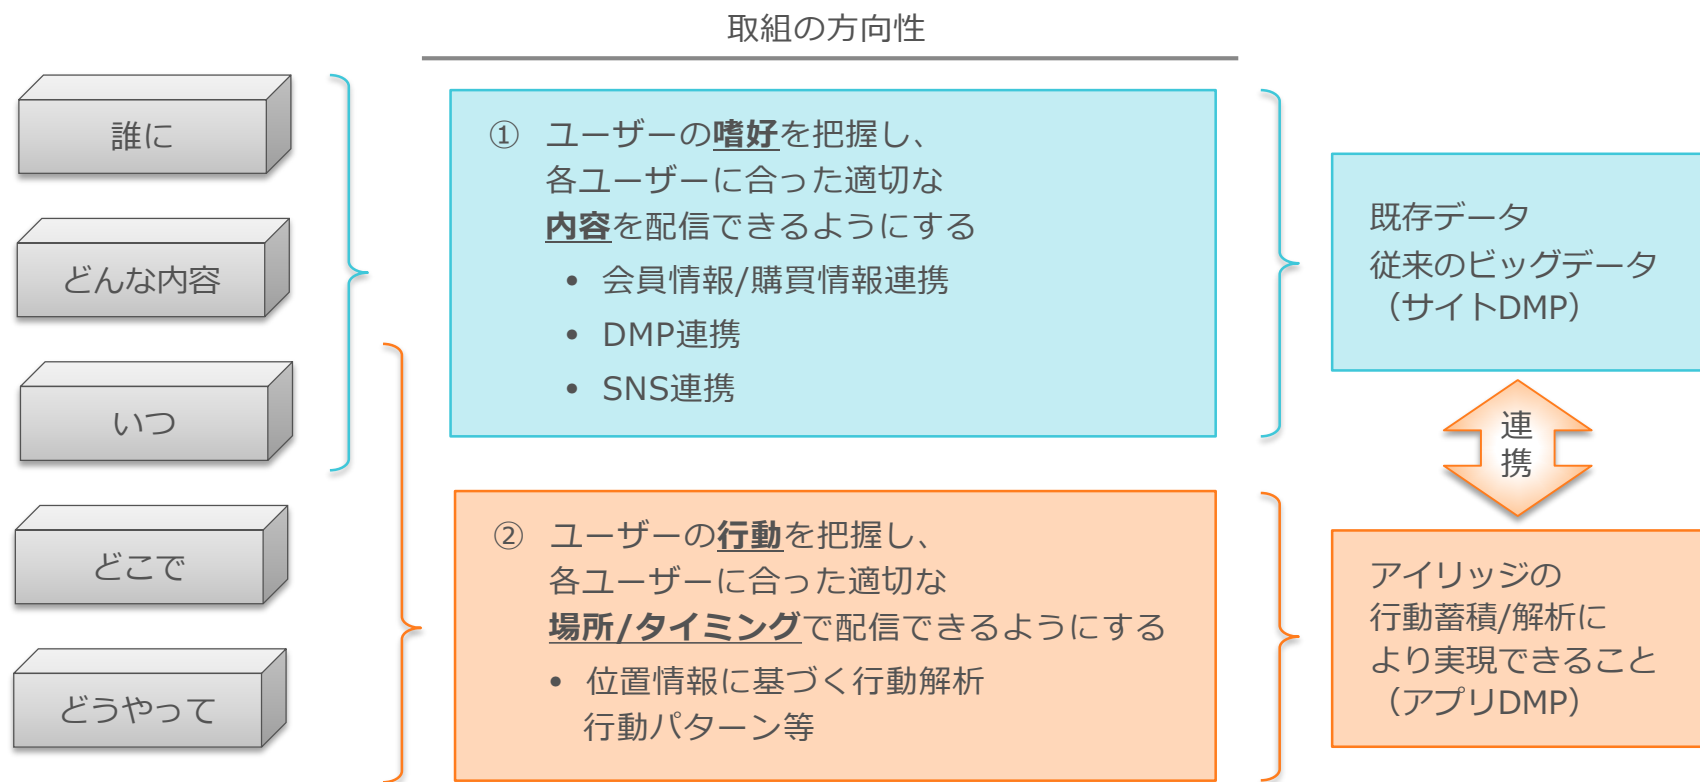 取組の方向性
誰に
どんな内容
いつ
どこで
どうやって
① ユーザーの嗜好を把握し、
各ユーザーに合った適切な
内容を配信できるようにする
• 会員情報/購買情報連携
• DMP連携
• SNS連携
② ユーザーの行動を把握し、
各ユーザーに合った適切な
場所/タイミングで配信できるようにする
• 位置情報に基づく行動解析
行動パターン等
既存データ
従来のビッグデータ
（サイトDMP）
連
携
アイリッジの
行動蓄積/解析に
より実現できること
（アプリDMP）